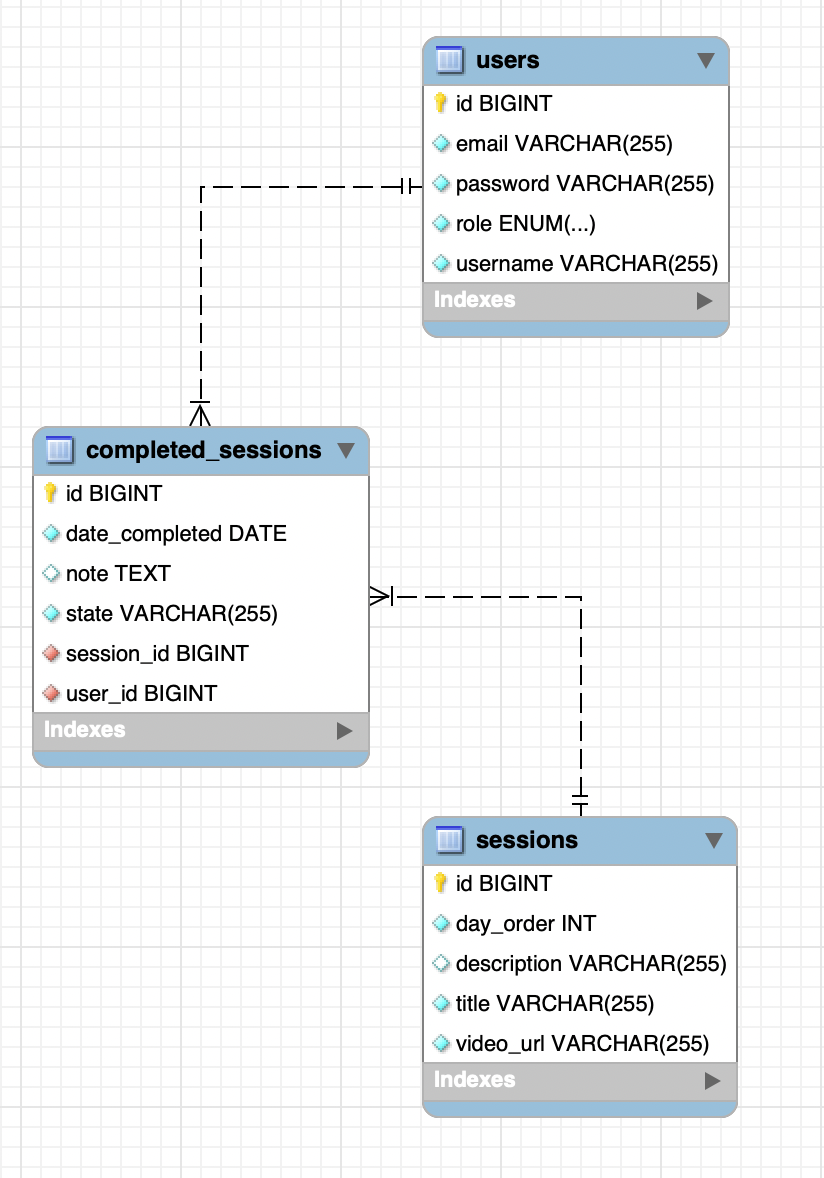 users
id BIGINT
email VARCHAR(255)
password VARCHAR(255)
role ENUM(...)
username VARCHAR(255)
Indexes
completed_sessions
id BIGINT
date_completed DATE
note TEXT
state VARCHAR(255)
session_id BIGINT
user_id BIGINT
Indexes
sessions
id BIGINT
day_order INT
description VARCHAR(255)
title VARCHAR(255)
video_url VARCHAR(255)
Indexes